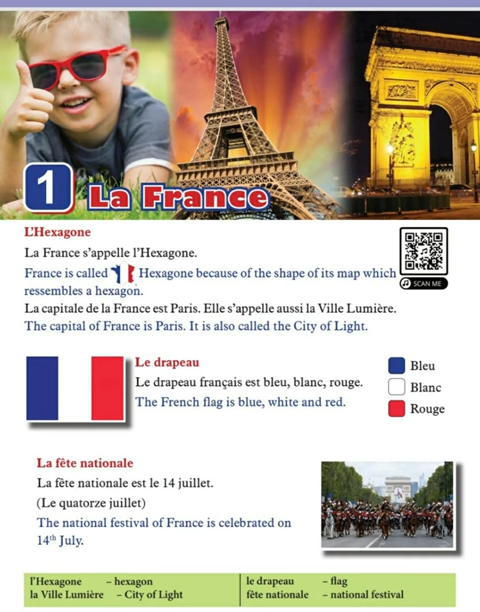 1 La France
L'Hexagone
La France s'appelle l'Hexagone.
France is called Hexagone because of the shape of its map which
ressembles a hexagon.
La capitale de la France est Paris. Elle s'appelle aussi la Ville Lumière.
The capital of France is Paris. It is also called the City of Light.
SCAN ME
Le drapeau
Le drapeau français est bleu, blanc, rouge.
The French flag is blue, white and red.
Bleu
Blanc
Rouge
La fête nationale
La fête nationale est le 14 juillet.
(Le quatorze juillet)
The national festival of France is celebrated on
14th July.
l'Hexagone – hexagon
la Ville Lumière – City of Light
le drapeau – flag
fête nationale – national festival